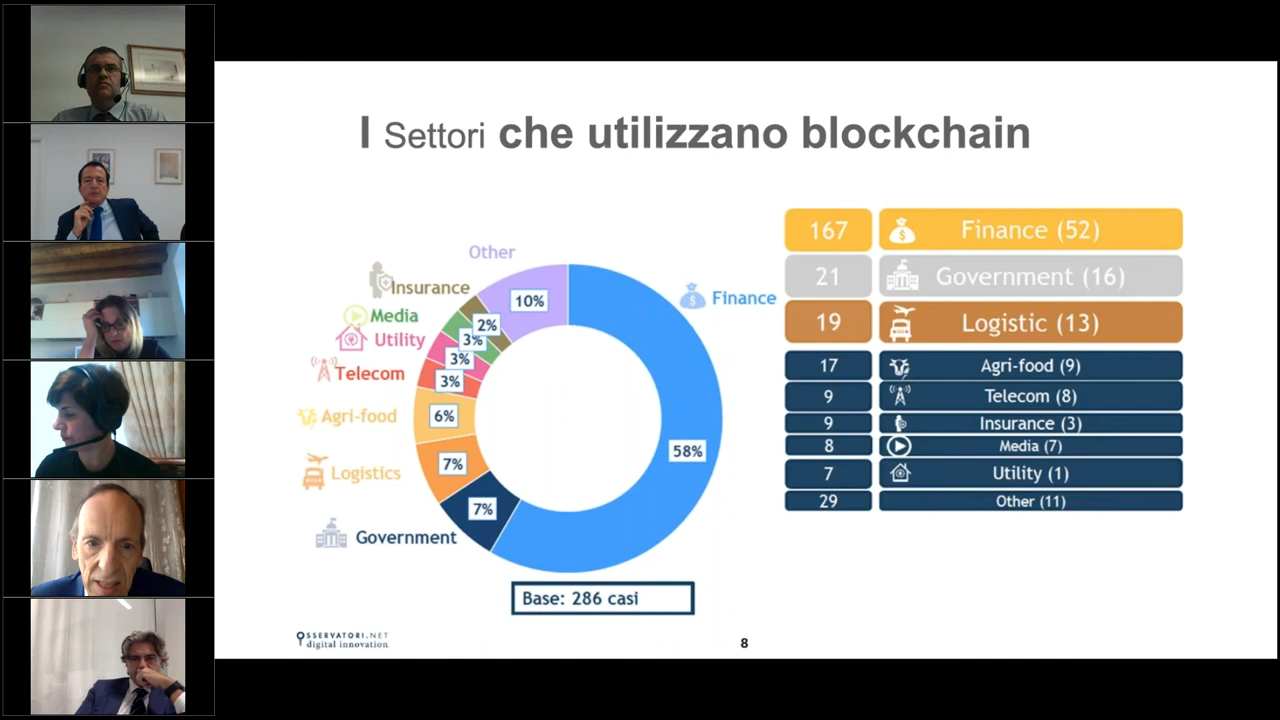 I Settori che utilizzano blockchain
Other
Insurance
Media
Utility
Telecom
Agri-food
Logistics
Government
Finance
10%
2%
3%
3%
3%
6%
7%
7%
58%
Base: 286 casi
167 Finance (52)
21 Government (16)
19 Logistic (13)
17 Agri-food (9)
9 Telecom (8)
9 Insurance (3)
8 Media (7)
7 Utility (1)
29 Other (11)
OSSERVATORI.NET
digital innovation
8